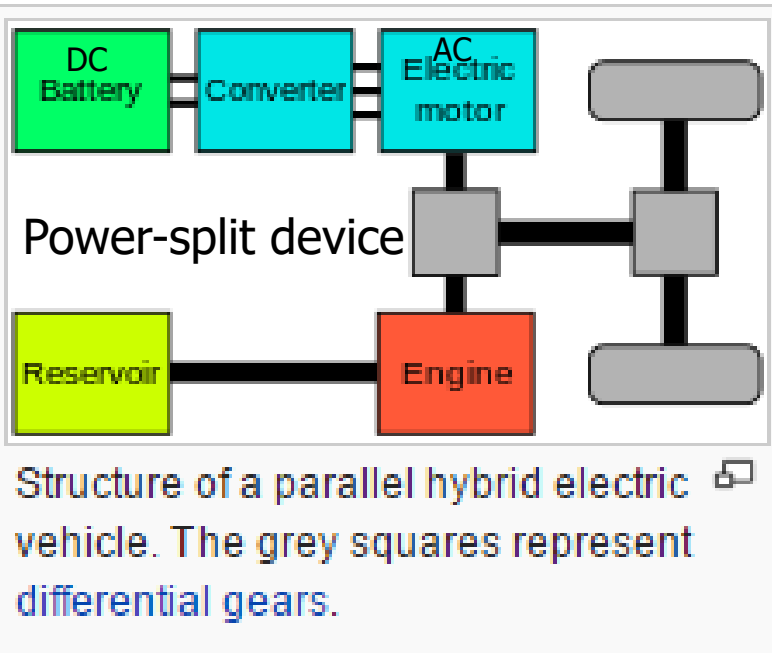 DC
Battery
Converter
AC
Electric
motor
Power-split device
Reservoir
Engine
Structure of a parallel hybrid electric
vehicle. The grey squares represent
differential gears.